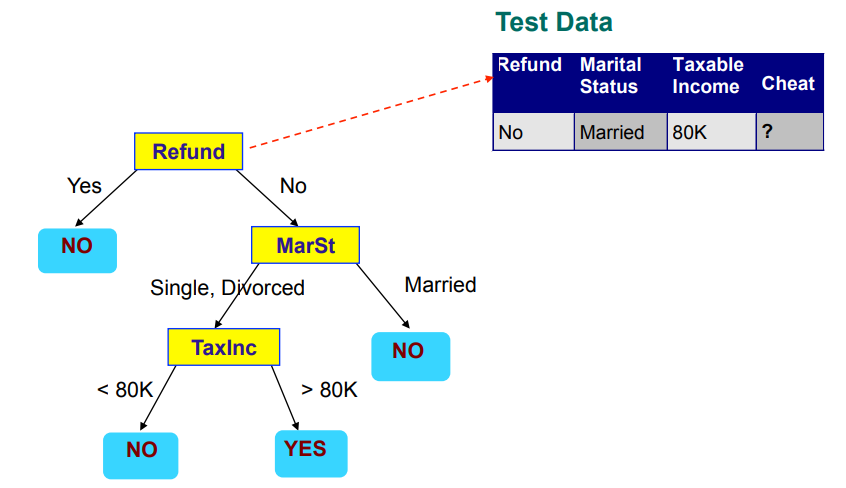 Test Data
Refund Marital Status Taxable Income Cheat
No Married 80K ?
Refund
Yes No
NO MarSt
Single, Divorced Married
TaxInc NO
< 80K > 80K
NO YES